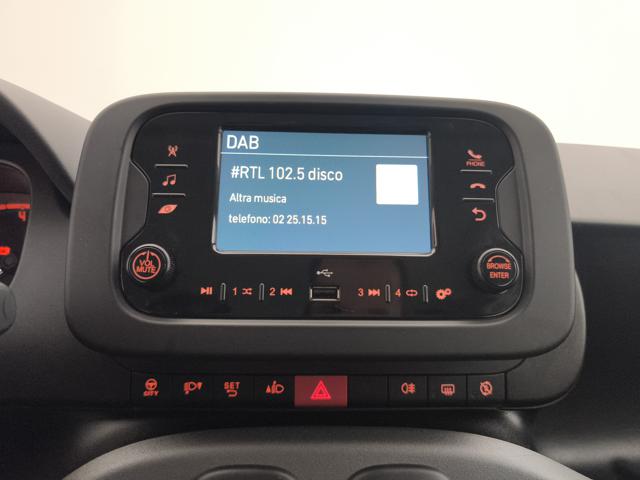 DAB
#RTL 102.5 disco
Altra musica
telefono: 02 25.15.15
PHONE
VOL
MUTE
BROWSE
ENTER
1
2
3
4
CITY
SET
4